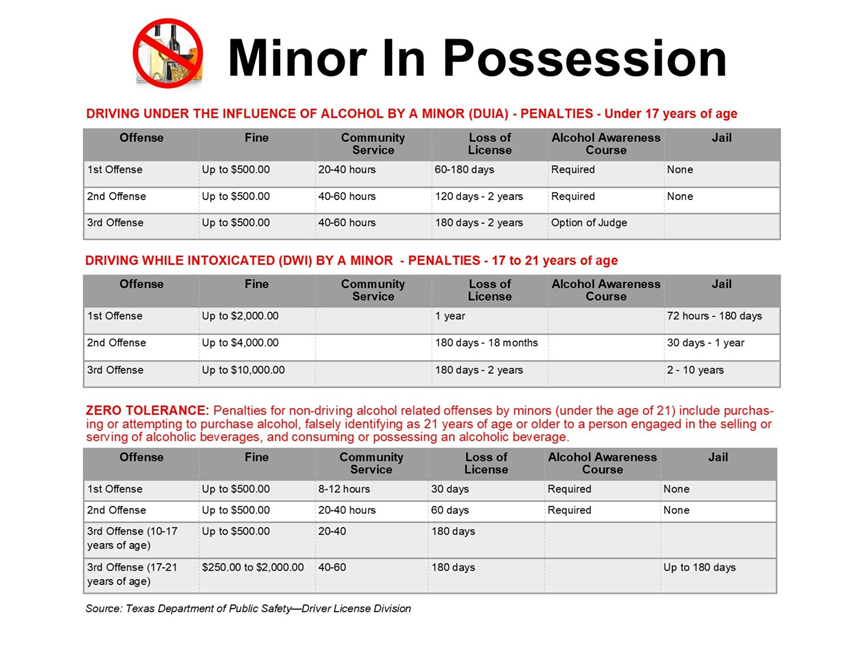 Minor In Possession
DRIVING UNDER THE INFLUENCE OF ALCOHOL BY A MINOR (DUIA) - PENALTIES - Under 17 years of age
Offense Fine Community Service Loss of License Alcohol Awareness Course Jail
1st Offense Up to $500.00 20-40 hours 60-180 days Required None
2nd Offense Up to $500.00 40-60 hours 120 days - 2 years Required None
3rd Offense Up to $500.00 40-60 hours 180 days - 2 years Option of Judge
DRIVING WHILE INTOXICATED (DWI) BY A MINOR - PENALTIES - 17 to 21 years of age
Offense Fine Community Service Loss of License Alcohol Awareness Course Jail
1st Offense Up to $2,000.00 1 year 72 hours - 180 days
2nd Offense Up to $4,000.00 180 days - 18 months 30 days - 1 year
3rd Offense Up to $10,000.00 180 days - 2 years 2 - 10 years
ZERO TOLERANCE: Penalties for non-driving alcohol related offenses by minors (under the age of 21) include purchas-
ing or attempting to purchase alcohol, falsely identifying as 21 years of age or older to a person engaged in the selling or
serving of alcoholic beverages, and consuming or possessing an alcoholic beverage.
Offense Fine Community Service Loss of License Alcohol Awareness Course Jail
1st Offense Up to $500.00 8-12 hours 30 days Required None
2nd Offense Up to $500.00 20-40 hours 60 days Required None
3rd Offense (10-17 years of age) Up to $500.00 20-40 180 days
3rd Offense (17-21 years of age) $250.00 to $2,000.00 40-60 180 days Up to 180 days
Source: Texas Department of Public Safety—Driver License Division